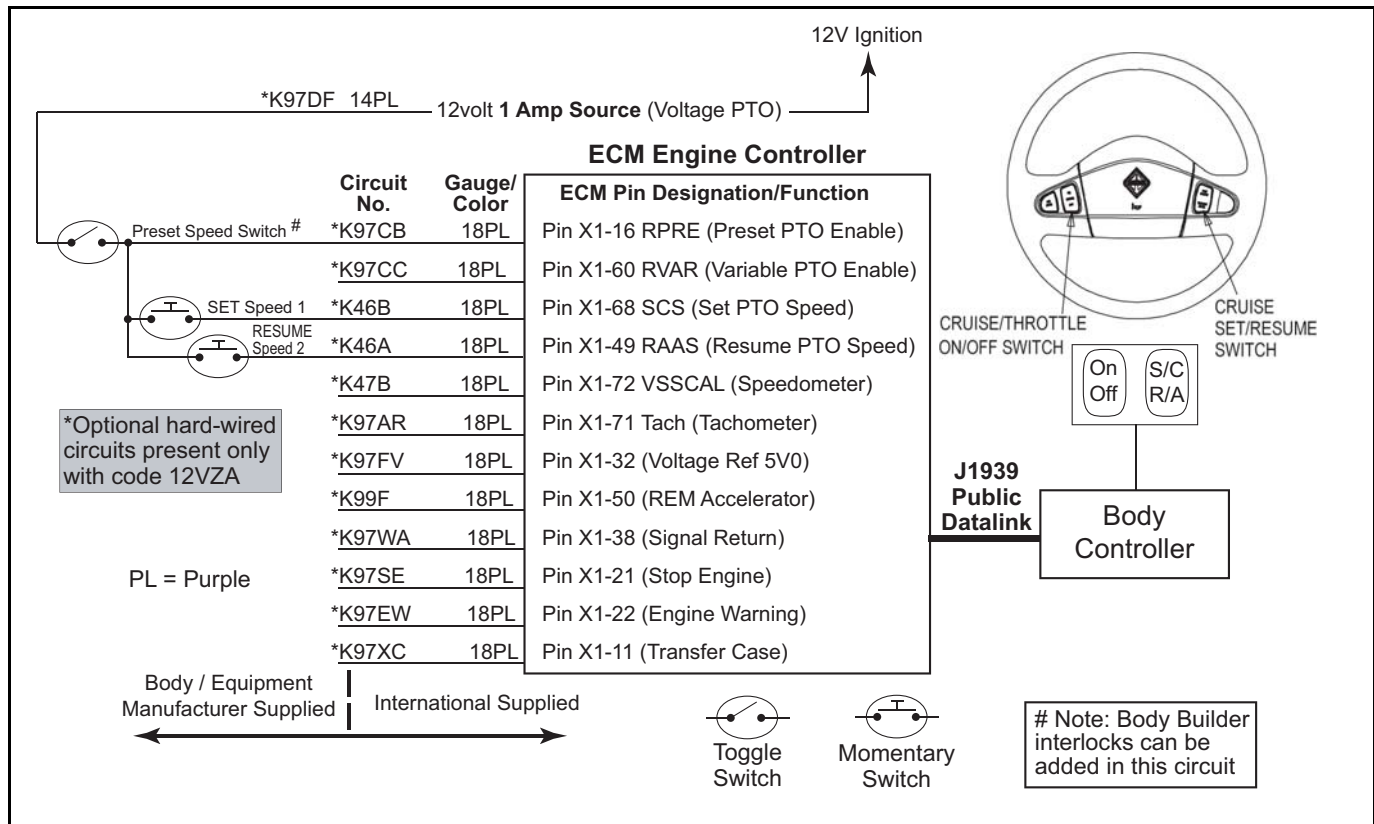 12V Ignition
*K97DF 14PL
12volt 1 Amp Source (Voltage PTO)
ECM Engine Controller
Circuit No.
Gauge/ Color
ECM Pin Designation/Function
Preset Speed Switch # *K97CB 18PL Pin X1-16 RPRE (Preset PTO Enable)
*K97CC 18PL Pin X1-60 RVAR (Variable PTO Enable)
SET Speed 1 *K46B 18PL Pin X1-68 SCS (Set PTO Speed)
RESUME
Speed 2 *K46A 18PL Pin X1-49 RAAS (Resume PTO Speed)
*K47B 18PL Pin X1-72 VSSCAL (Speedometer)
*K97AR 18PL Pin X1-71 Tach (Tachometer)
*K97FV 18PL Pin X1-32 (Voltage Ref 5V0)
*K99F 18PL Pin X1-50 (REM Accelerator)
*K97WA 18PL Pin X1-38 (Signal Return)
*K97SE 18PL Pin X1-21 (Stop Engine)
*K97EW 18PL Pin X1-22 (Engine Warning)
*K97XC 18PL Pin X1-11 (Transfer Case)
*Optional hard-wired
circuits present only
with code 12VZA
PL = Purple
Body / Equipment
Manufacturer Supplied
International Supplied
CRUISE/THROTTLE
ON/OFF SWITCH
CRUISE
SET/RESUME
SWITCH
On
Off
S/C
R/A
J1939
Public
Datalink
Body
Controller
Toggle
Switch
Momentary
Switch
# Note: Body Builder
interlocks can be
added in this circuit